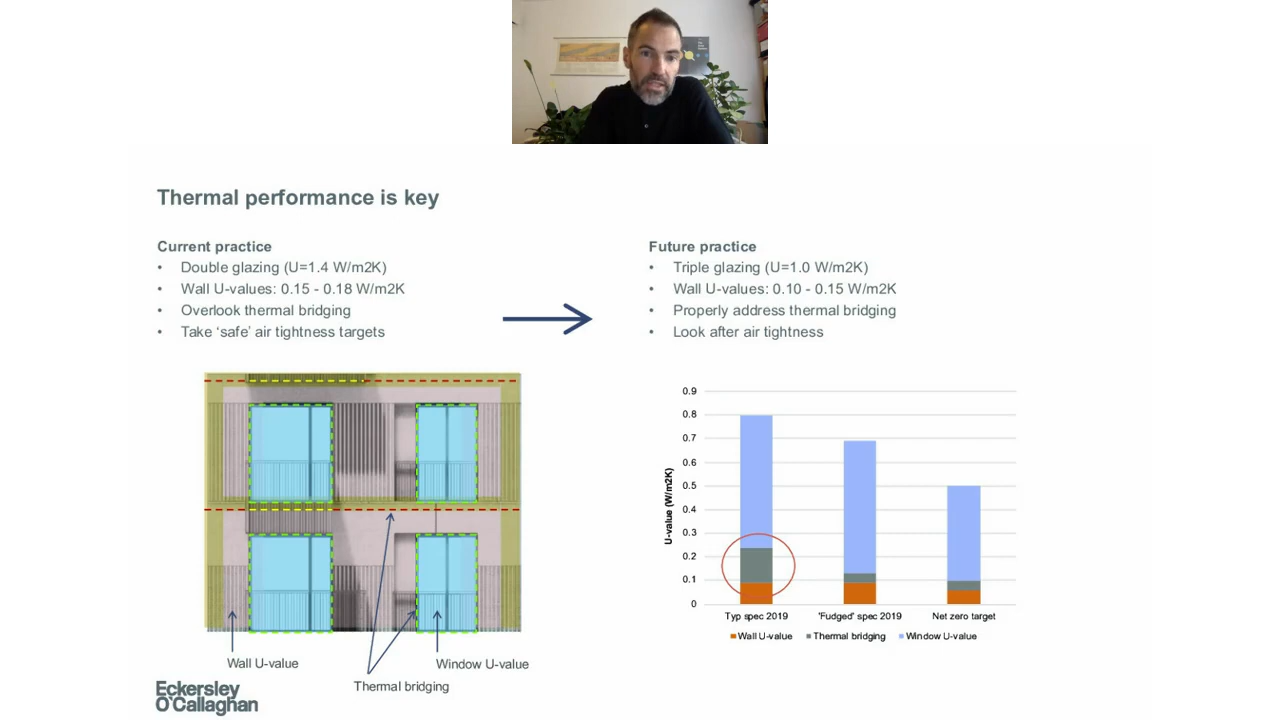 Thermal performance is key
Current practice
• Double glazing (U=1.4 W/m2K)
• Wall U-values: 0.15 - 0.18 W/m2K
• Overlook thermal bridging
• Take ‘safe’ air tightness targets
Future practice
• Triple glazing (U=1.0 W/m2K)
• Wall U-values: 0.10 - 0.15 W/m2K
• Properly address thermal bridging
• Look after air tightness
Wall U-value
Thermal bridging
Window U-value
U-value (W/m2K)
0.9
0.8
0.7
0.6
0.5
0.4
0.3
0.2
0.1
0
Typ spec 2019
'Fudged' spec 2019
Net zero target
Wall U-value
Thermal bridging
Window U-value
Eckersley
O'Callaghan